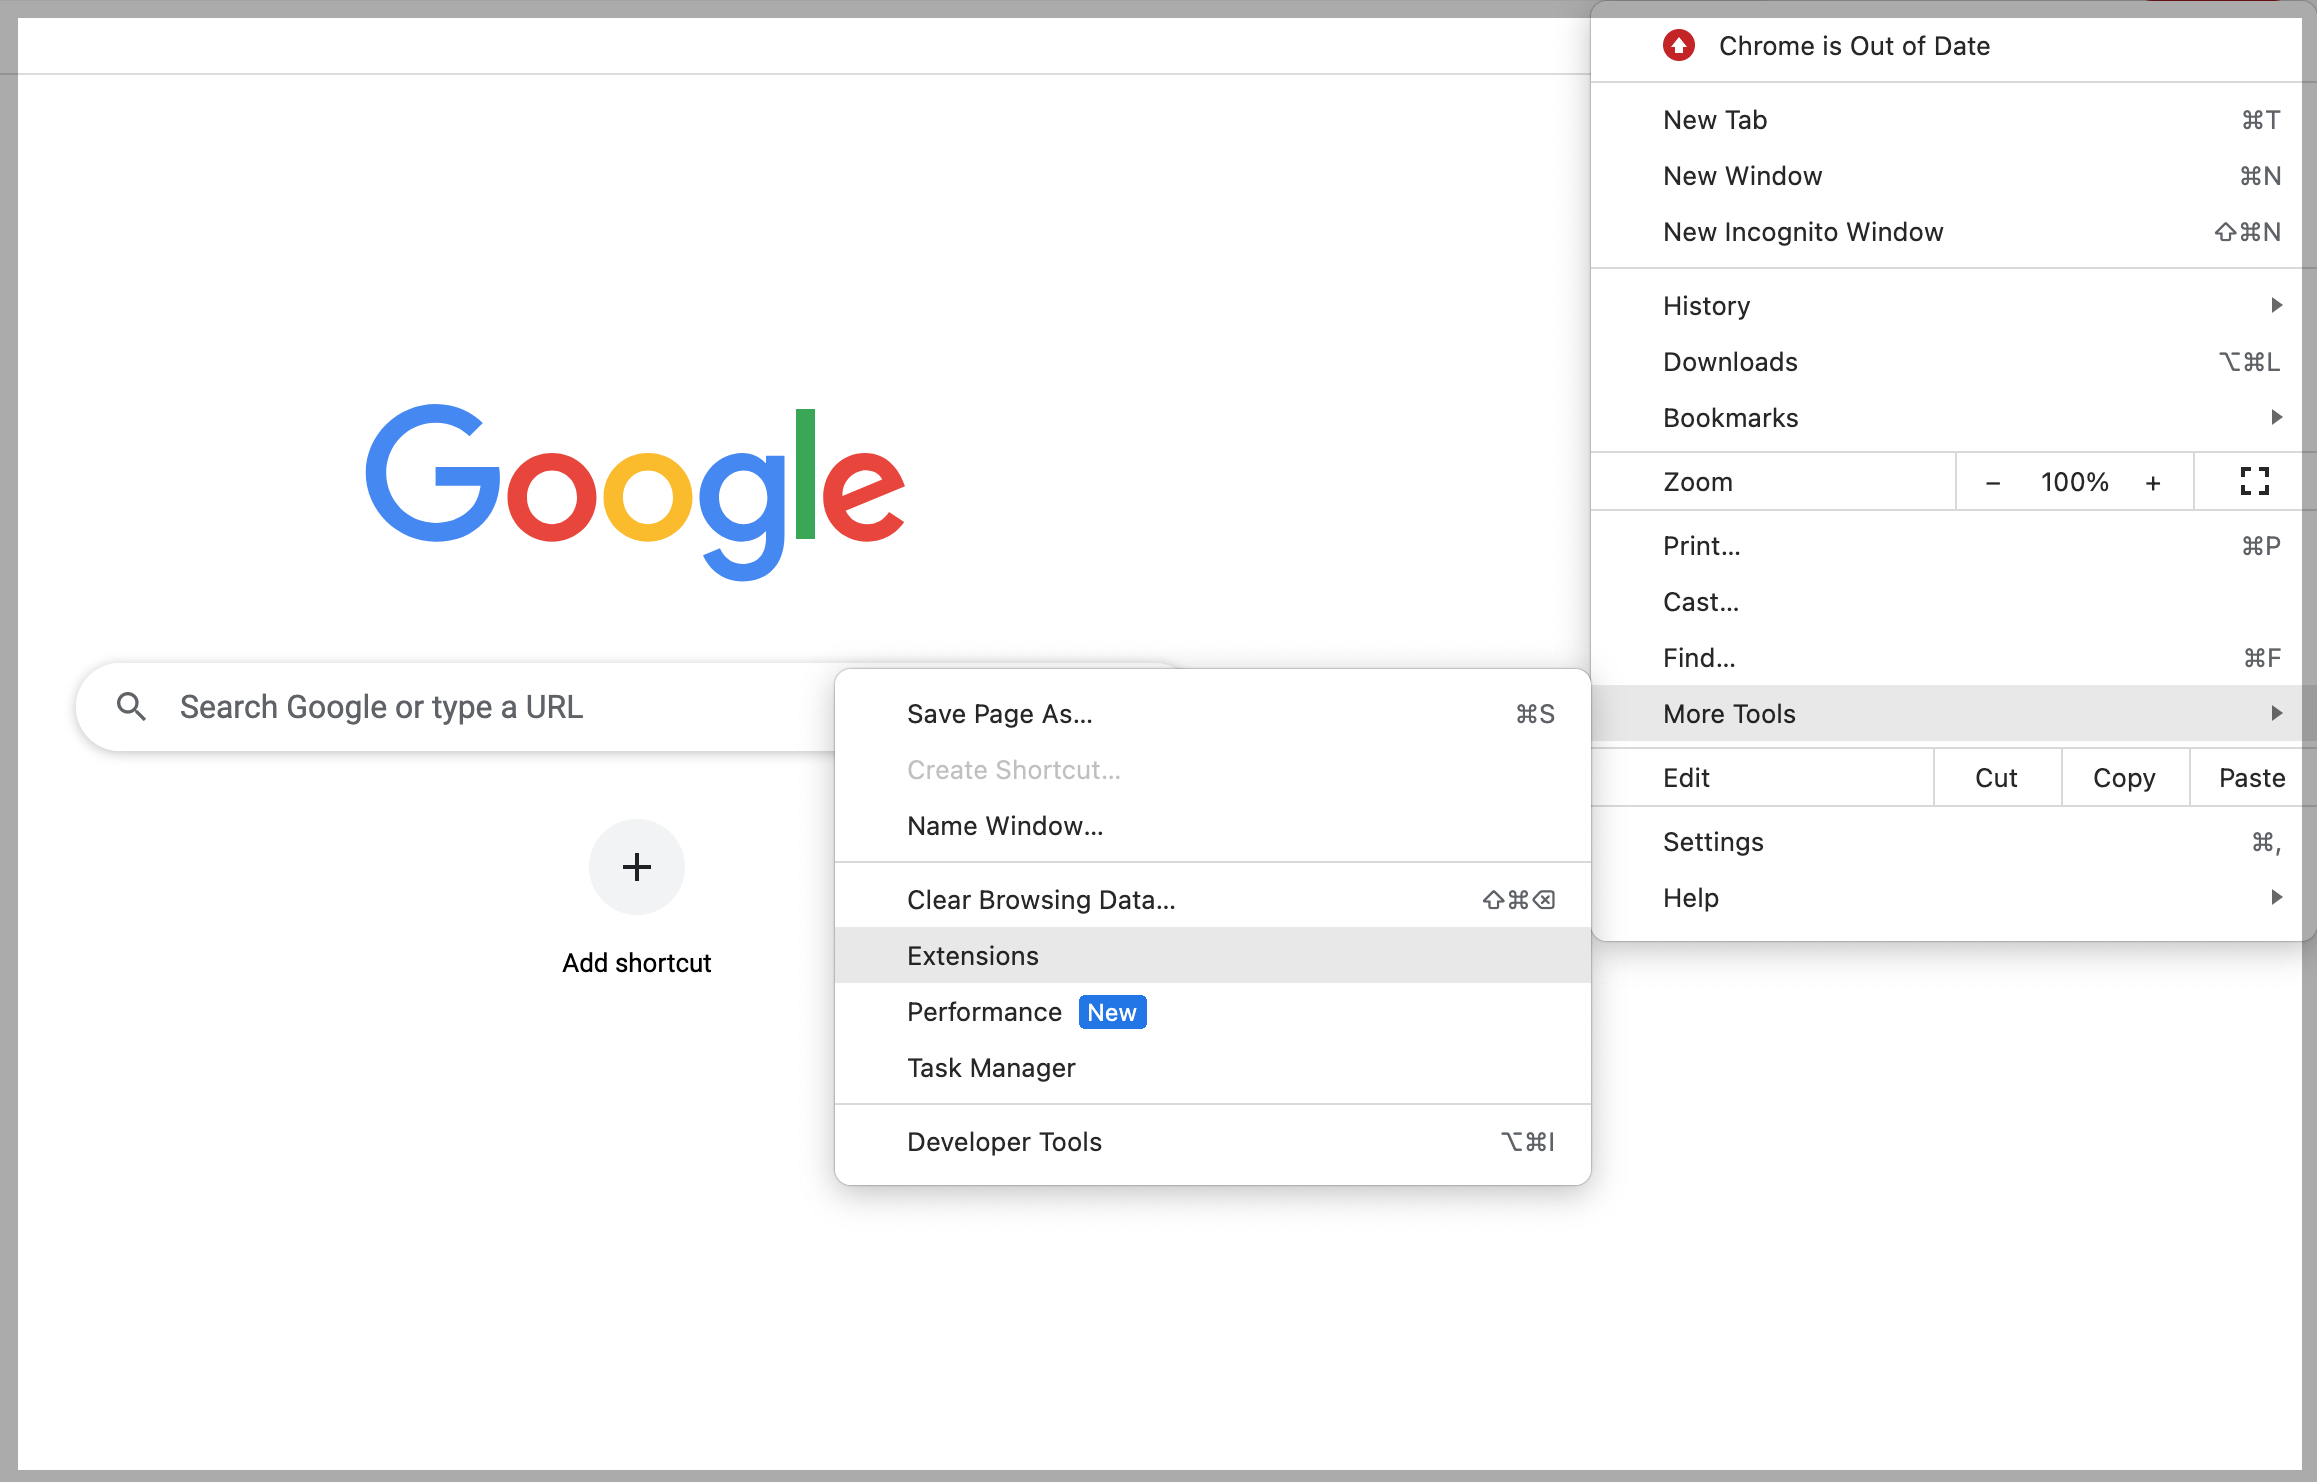 Chrome is Out of Date
New Tab ⌘T
New Window ⌘N
New Incognito Window ⇧⌘N
History
Downloads ⌥⌘L
Bookmarks
Zoom − 100% +
Print... ⌘P
Cast...
Find... ⌘F
More Tools
Edit Cut Copy Paste
Settings ⌘,
Help
Google
Search Google or type a URL
Add shortcut
Save Page As... ⌘S
Create Shortcut...
Name Window...
Clear Browsing Data... ⇧⌘⌫
Extensions
Performance New
Task Manager
Developer Tools ⌥⌘I